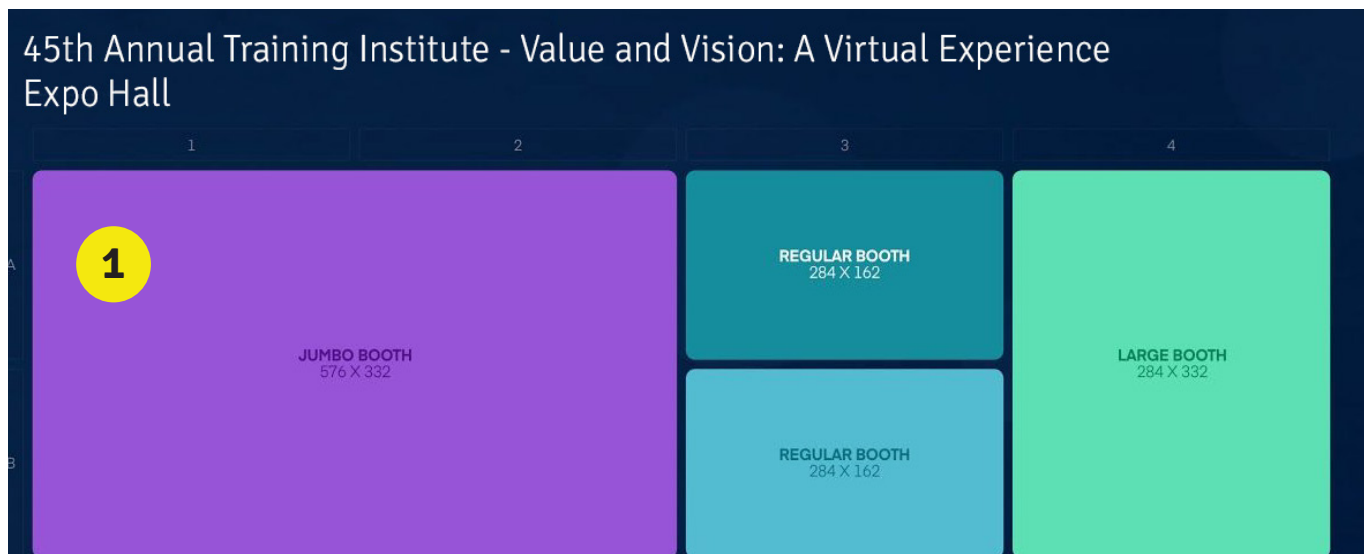 45th Annual Training Institute - Value and Vision: A Virtual Experience
Expo Hall
1
2
3
4
A
1
JUMBO BOOTH
576 X 332
REGULAR BOOTH
284 X 162
LARGE BOOTH
284 X 332
B
REGULAR BOOTH
284 X 162